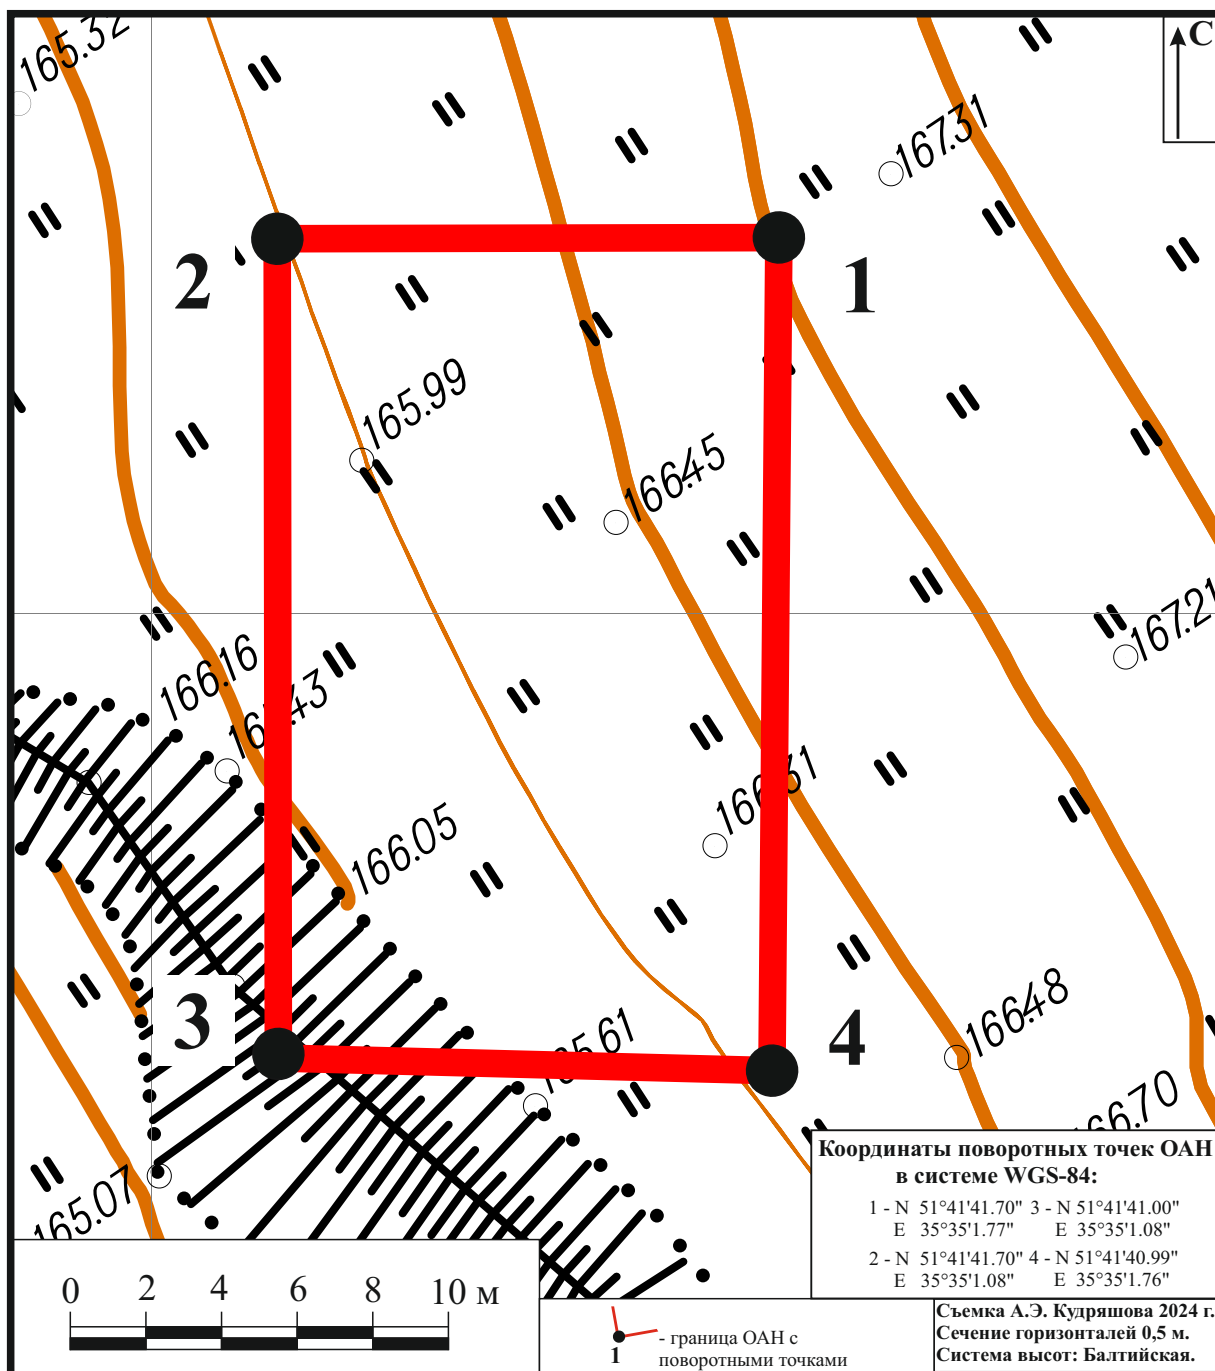 165.32
С
167.31
2
1
165.99
166.45
167.21
166.16
166.31
166.05
3
4
166.48
165.07
Координаты поворотных точек ОАН
в системе WGS-84:
1 - N 51°41'41.70" 3 - N 51°41'41.00"
E 35°35'1.77" E 35°35'1.08"
2 - N 51°41'41.70" 4 - N 51°41'40.99"
E 35°35'1.08" E 35°35'1.76"
0 2 4 6 8 10 м
1
- граница ОАН с
поворотными точками
Съемка А.Э. Кудряшова 2024 г.
Сечение горизонталей 0,5 м.
Система высот: Балтийская.